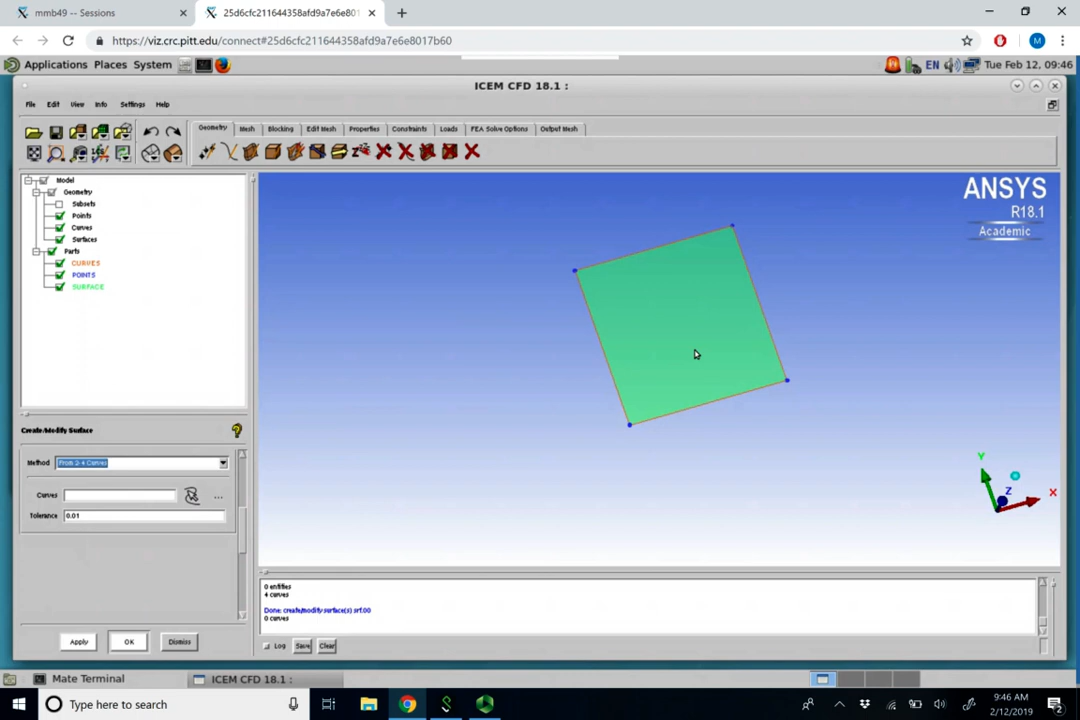 mmb49 -- Sessions
25d6cfc211644358afd9a7e6e801
https://viz.crc.pitt.edu/connect#25d6cfc211644358afd9a7e6e8017b60
M
Applications Places System
EN
Tue Feb 12, 09:46
ICEM CFD 18.1 :
File Edit View Info Settings Help
Geometry Mesh Blocking Edit Mesh Properties Constraints Loads FEA Solve Options Output Mesh
Model
Geometry
Subsets
Points
Curves
Surfaces
Parts
CURVES
POINTS
SURFACE
ANSYS
R18.1
Academic
Create/Modify Surface
Method From 2-4 Curves
Curves
...
Tolerance 0.01
Apply OK Dismiss
Y
Z
X
0 entities
4 curves
Done: create/modify surface(s) srf.00
0 curves
Log Save Clear
Mate Terminal
ICEM CFD 18.1 :
Type here to search
9:46 AM
2/12/2019
2